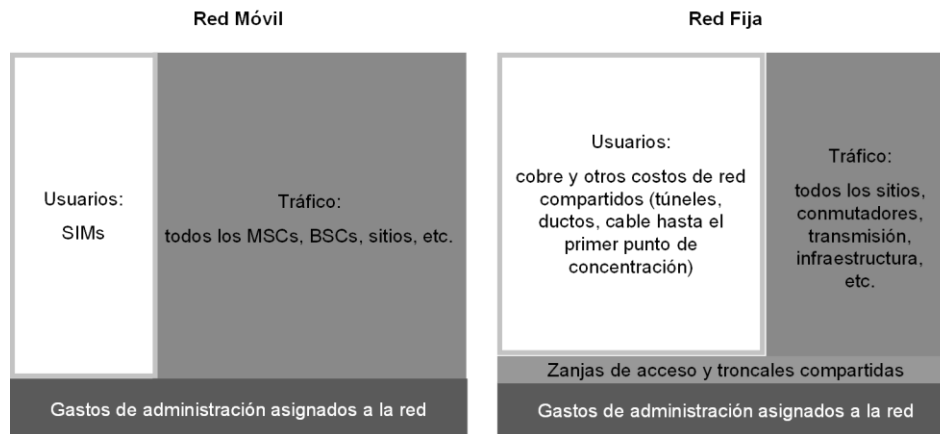 Red Móvil
Usuarios:
SIMs
Tráfico:
todos los MSCs, BSCs, sitios, etc.
Gastos de administración asignados a la red
Red Fija
Usuarios:
cobre y otros costos de red
compartidos (túneles,
ductos, cable hasta el
primer punto de
concentración)
Tráfico:
todos los sitios,
conmutadores,
transmisión,
infraestructura,
etc.
Zanjas de acceso y troncales compartidas
Gastos de administración asignados a la red